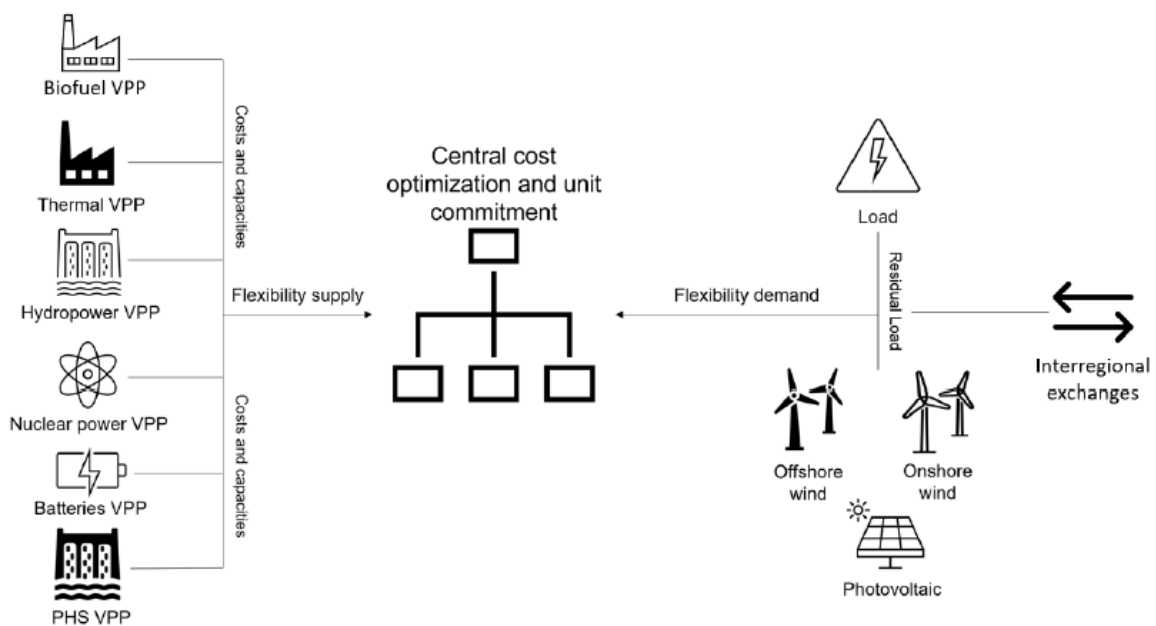 Biofuel VPP
Thermal VPP
Hydropower VPP
Nuclear power VPP
Batteries VPP
PHS VPP
Costs and capacities
Costs and capacities
Flexibility supply
Central cost
optimization and unit
commitment
Flexibility demand
Load
Residual Load
Interregional
exchanges
Offshore
wind
Onshore
wind
Photovoltaic